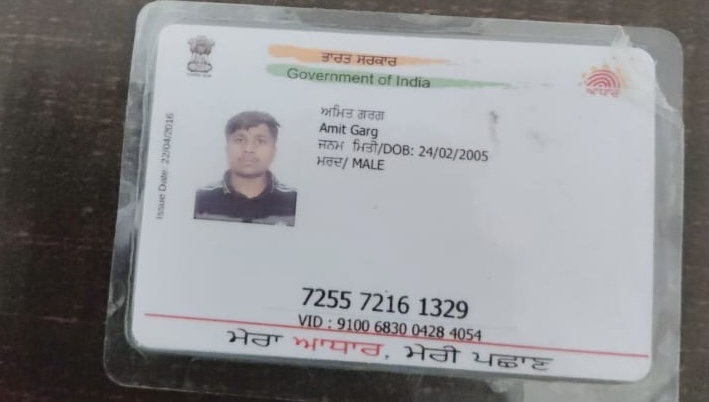 ਭਾਰਤ ਸਰਕਾਰ
Government of India
ਆਧਾਰ
Issue Date: 22/04/2016
ਅਮਿਤ ਗਰਗ
Amit Garg
ਜਨਮ ਮਿਤੀ/DOB: 24/02/2005
ਮਰਦ/ MALE
7255 7216 1329
VID : 9100 6830 0428 4054
ਮੇਰਾ ਆਧਾਰ, ਮੇਰੀ ਪਛਾਣ